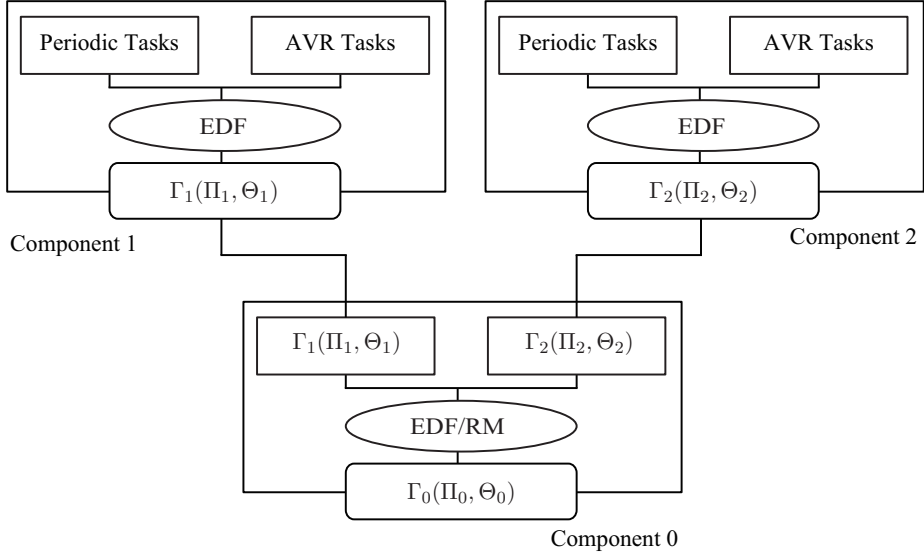 Periodic Tasks
AVR Tasks
EDF
Γ₁(Π₁, Θ₁)
Component 1
Periodic Tasks
AVR Tasks
EDF
Γ₂(Π₂, Θ₂)
Component 2
Γ₁(Π₁, Θ₁)
Γ₂(Π₂, Θ₂)
EDF/RM
Γ₀(Π₀, Θ₀)
Component 0